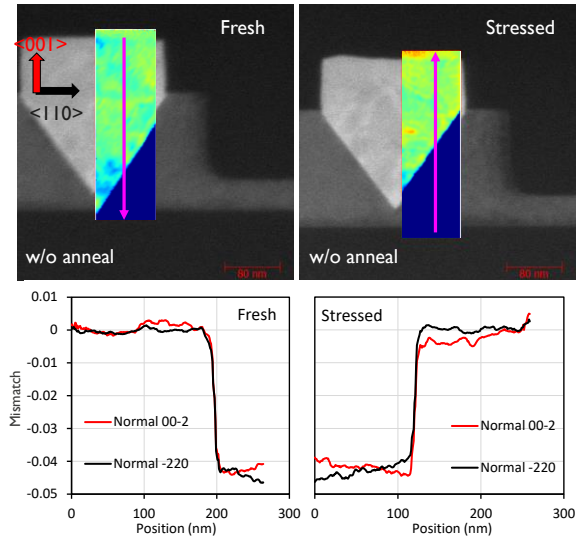 Fresh
<001>
<110>
w/o anneal
80 nm
Stressed
w/o anneal
80 nm
0.01
0
-0.01
-0.02
-0.03
-0.04
-0.05
Mismatch
Fresh
Normal 00-2
Normal -220
0
100
200
300
Position (nm)
Stressed
Normal 00-2
Normal -220
0
100
200
300
Position (nm)